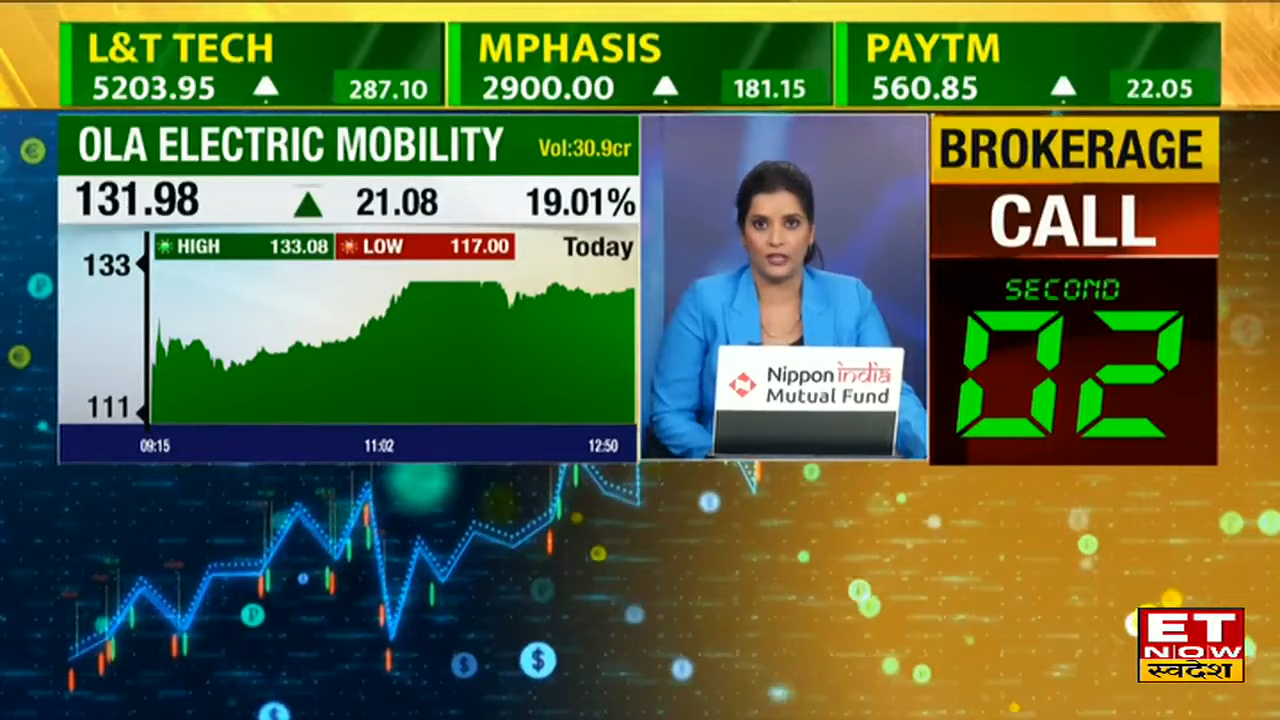 L&T TECH
5203.95 287.10
MPHASIS
2900.00 181.15
PAYTM
560.85 22.05
OLA ELECTRIC MOBILITY Vol:30.9cr
131.98 21.08 19.01%
HIGH 133.08 LOW 117.00 Today
133
111
09:15 11:02 12:50
Nippon india
Mutual Fund
BROKERAGE
CALL
SECOND
02
ET
NOW
स्वदेश